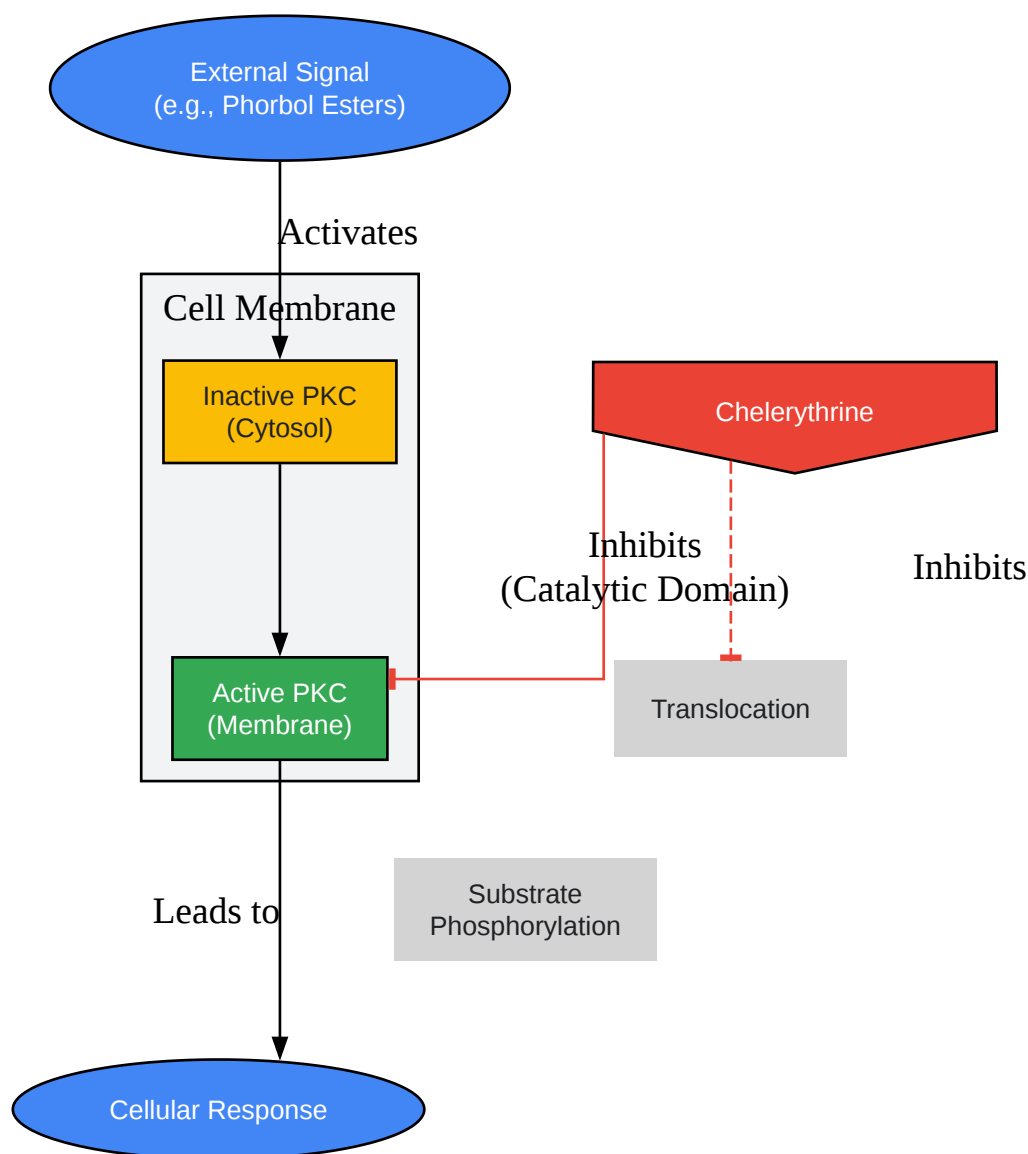 External Signal
(e.g., Phorbol Esters)
Activates
Cell Membrane
Inactive PKC
(Cytosol)
Chelerythrine
Inhibits
(Catalytic Domain)
Inhibits
Active PKC
(Membrane)
Translocation
Substrate
Phosphorylation
Leads to
Cellular Response